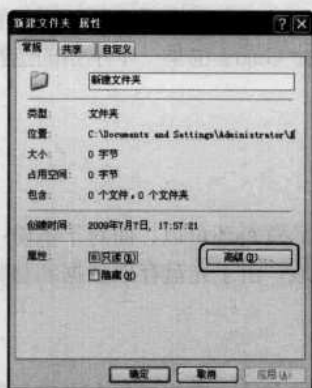 新建文件夹 属性
常规 共享 自定义
新建文件夹
类型: 文件夹
位置: C:\Documents and Settings\Administrator\
大小: 0 字节
占用空间: 0 字节
包含: 0 个文件，0 个文件夹
创建时间: 2009年7月7日, 17:57:21
属性: 只读(R) 高级(D)...
隐藏(H)
确定 取消 应用(A)